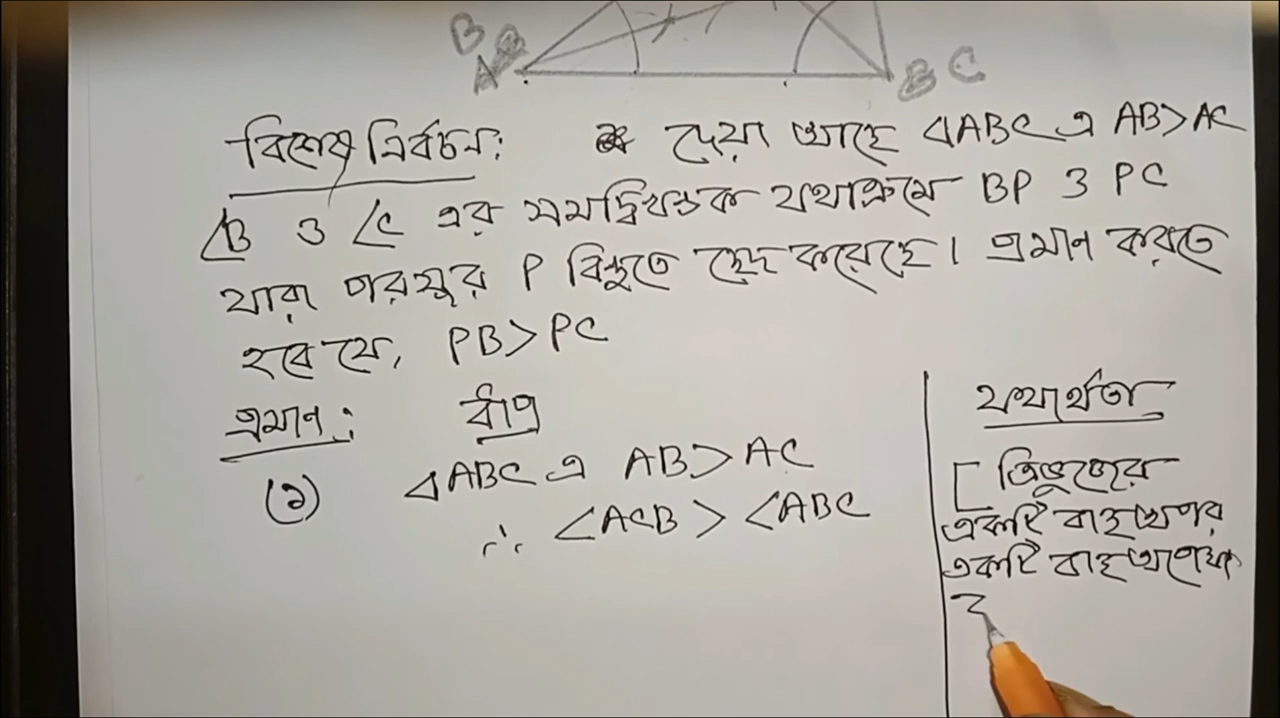 B
A B C
বিশেষ নির্বচন: দেয়া আছে ∆ABC এ AB>AC
∠B ও ∠C এর সমদ্বিখণ্ডক যথাক্রমে BP ও PC
যারা পরস্পর P বিন্দুতে ছেদ করেছে। প্রমান করতে
হবে যে, PB>PC
প্রমান: ধাপ
যথার্থতা
(১) ∆ABC এ AB>AC
∴ <ACB > <ABC
[ ত্রিভুজের
একটি বাহু অপর
একটি বাহু অপেক্ষা